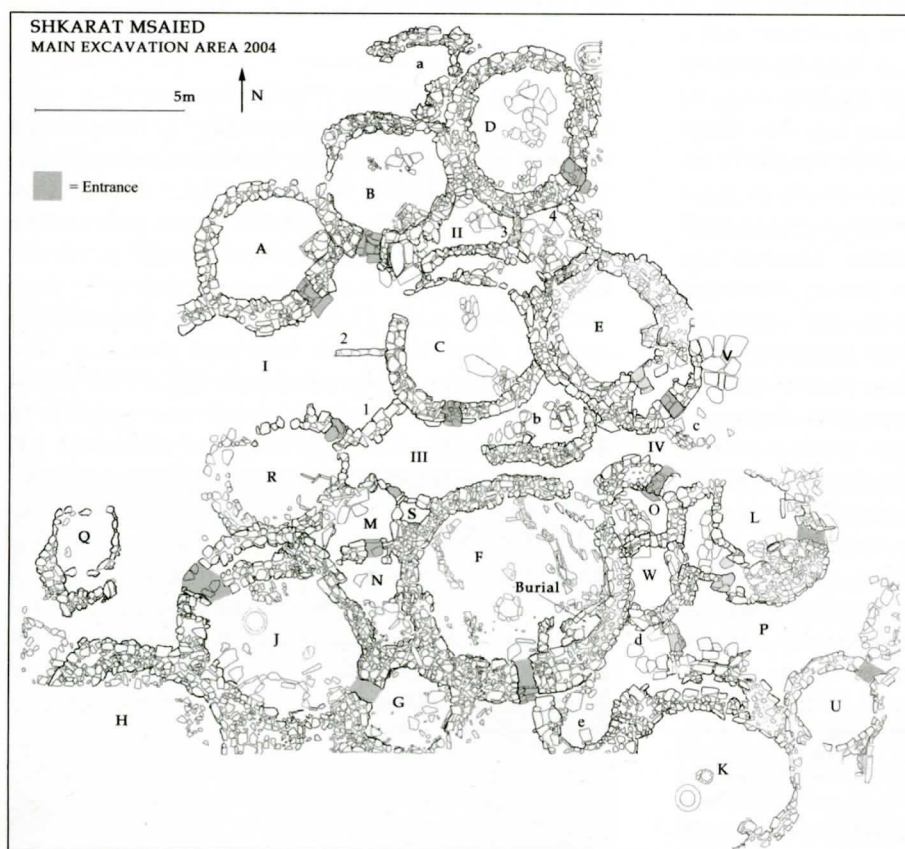 SHKARAT MSAIED
MAIN EXCAVATION AREA 2004
5m
N
= Entrance
a
D
B
II
3
4
A
E
2
C
V
I
1
b
c
III
IV
R
Q
M
S
O
L
F
N
Burial
W
J
d
P
G
U
H
e
K